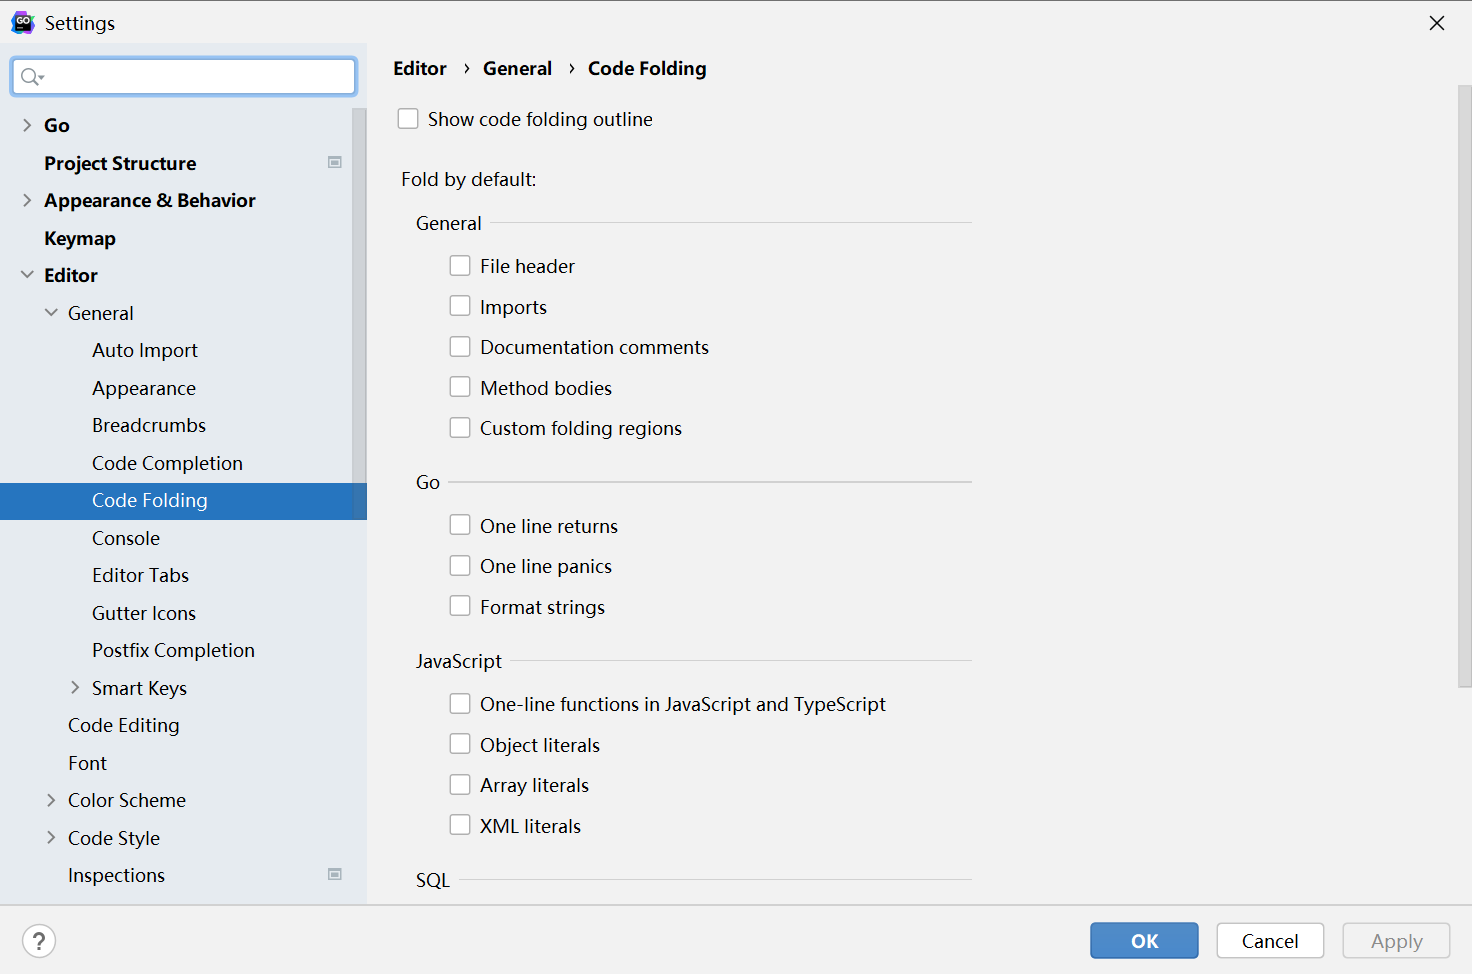 Settings
Go
Project Structure
Appearance & Behavior
Keymap
Editor
General
Auto Import
Appearance
Breadcrumbs
Code Completion
Code Folding
Console
Editor Tabs
Gutter Icons
Postfix Completion
Smart Keys
Code Editing
Font
Color Scheme
Code Style
Inspections
Editor › General › Code Folding
Show code folding outline
Fold by default:
General
File header
Imports
Documentation comments
Method bodies
Custom folding regions
Go
One line returns
One line panics
Format strings
JavaScript
One-line functions in JavaScript and TypeScript
Object literals
Array literals
XML literals
SQL
?
OK
Cancel
Apply